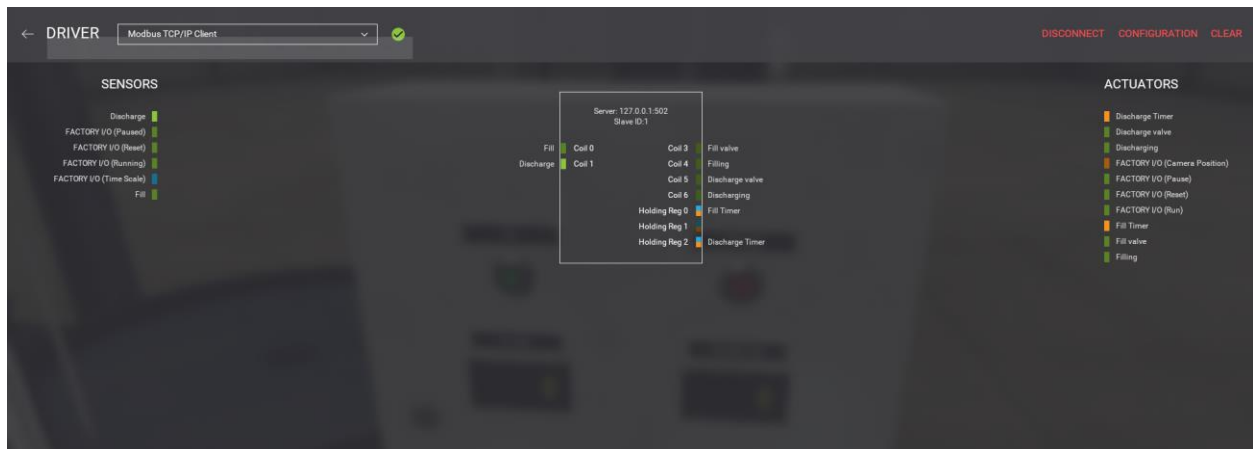 ← DRIVER Modbus TCP/IP Client DISCONNECT CONFIGURATION CLEAR
SENSORS
Discharge
FACTORY I/O (Paused)
FACTORY I/O (Reset)
FACTORY I/O (Running)
FACTORY I/O (Time Scale)
Fill
Server: 127.0.0.1:502
Slave ID:1
Fill Coil 0 Coil 3 Fill valve
Discharge Coil 1 Coil 4 Filling
Coil 5 Discharge valve
Coil 6 Discharging
Holding Reg 0 Fill Timer
Holding Reg 1
Holding Reg 2 Discharge Timer
ACTUATORS
Discharge Timer
Discharge valve
Discharging
FACTORY I/O (Camera Position)
FACTORY I/O (Pause)
FACTORY I/O (Reset)
FACTORY I/O (Run)
Fill Timer
Fill valve
Filling